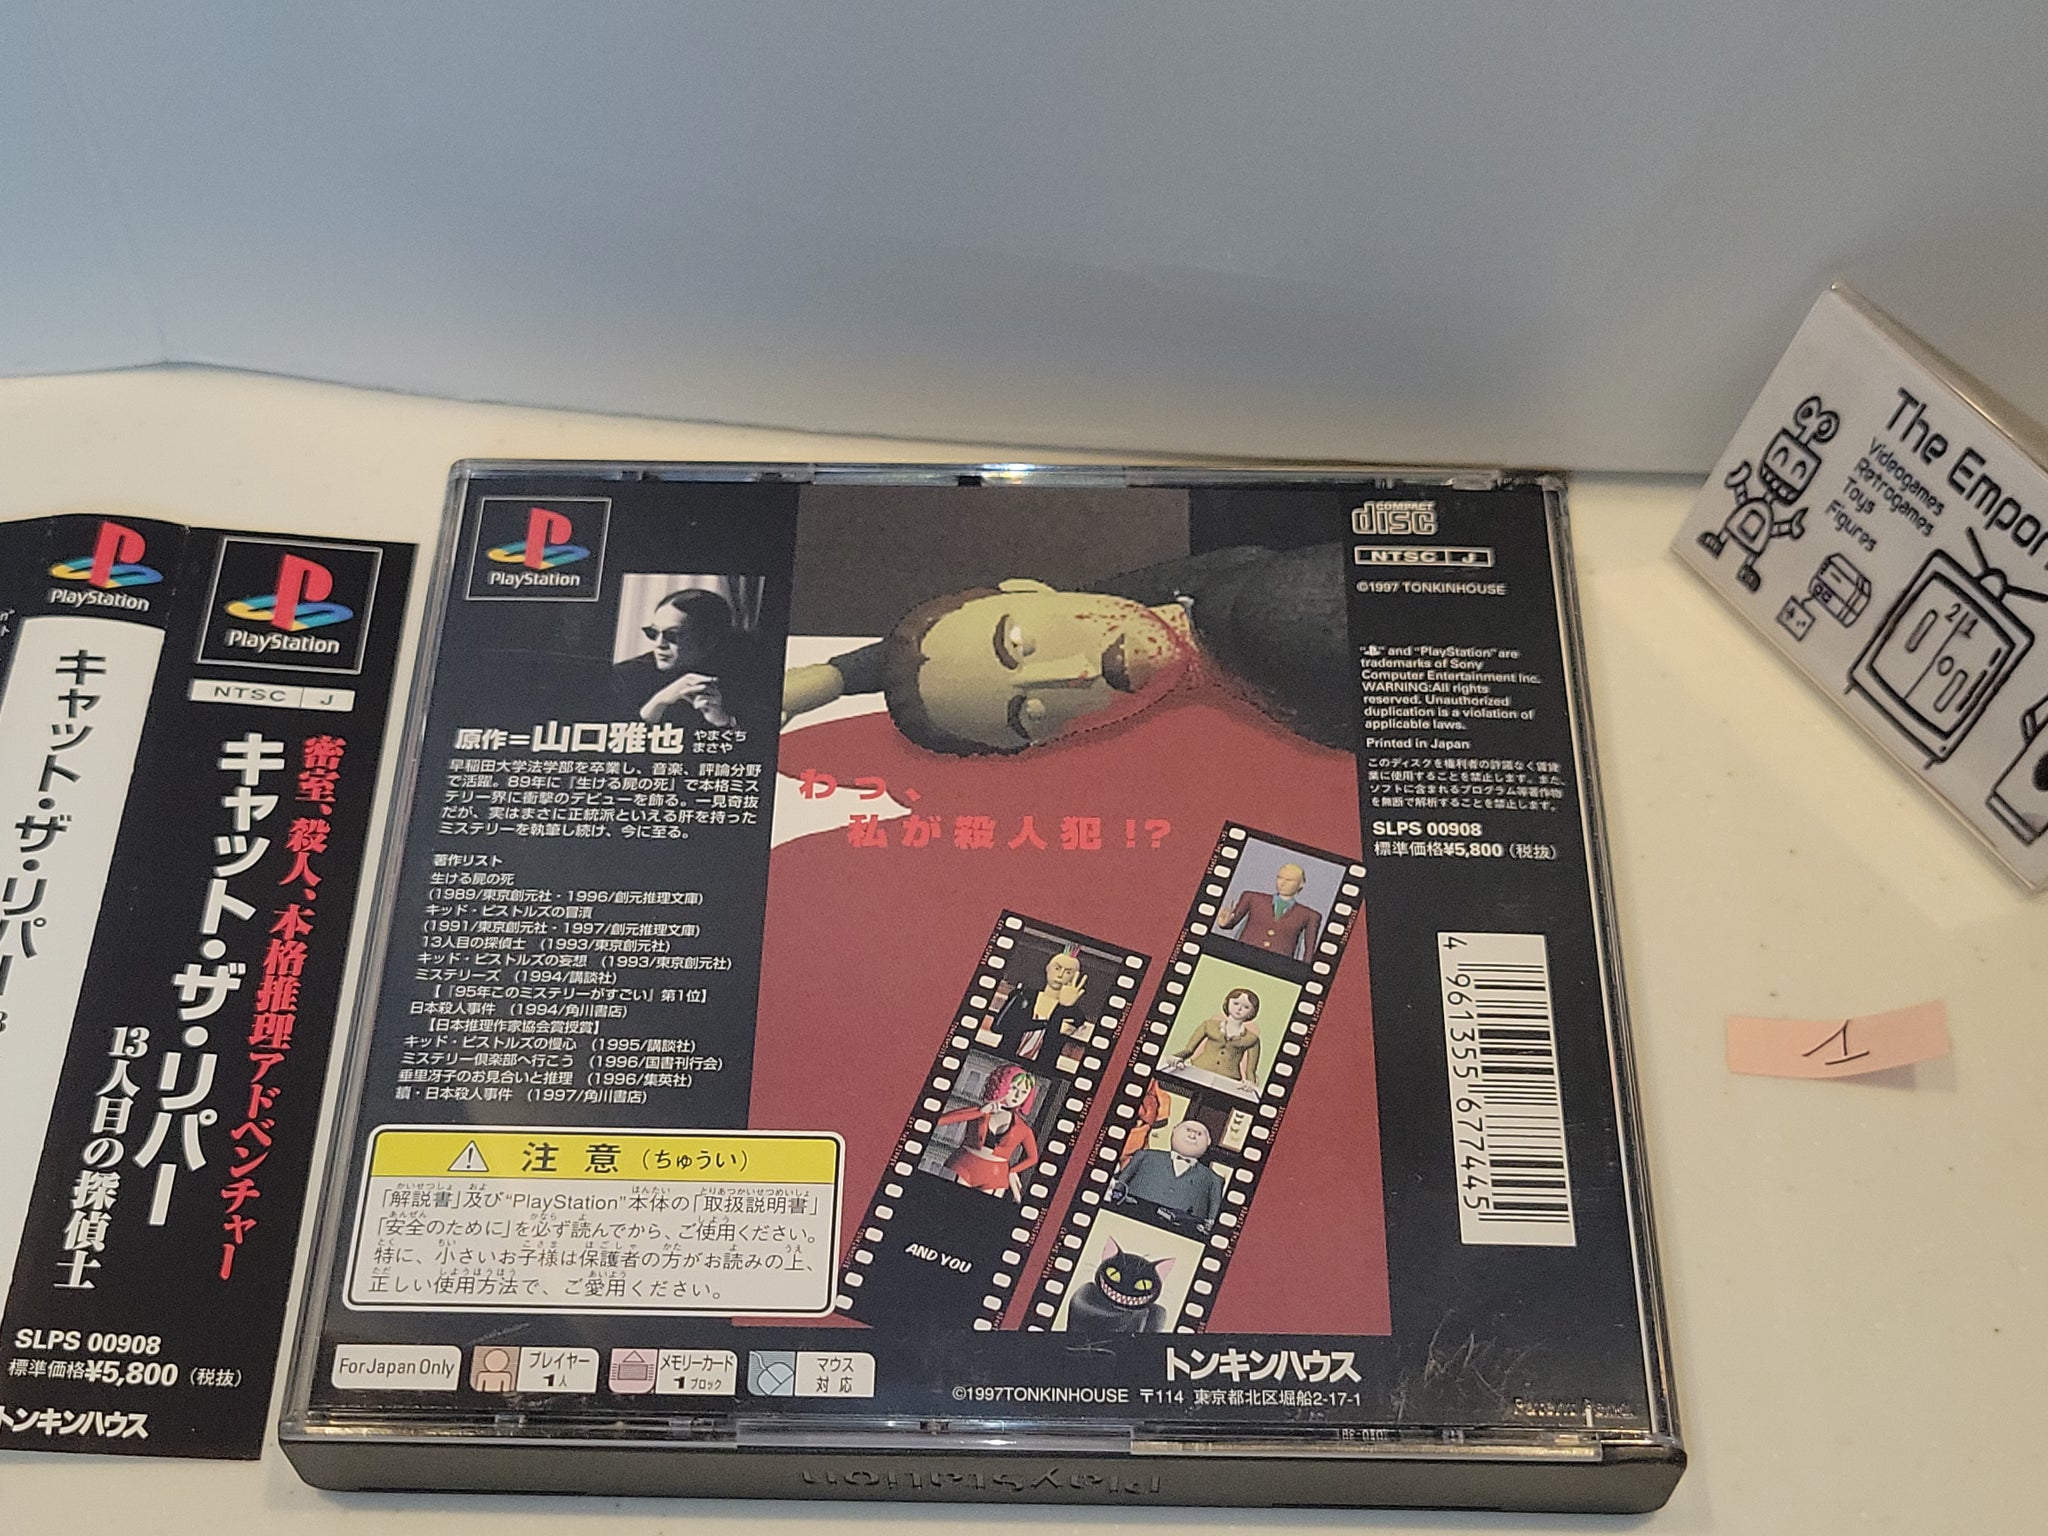 PlayStation
キャット・ザ・リパー
PlayStation
NTSC J
密室、殺人、本格推理アドベンチャー
キャット・ザ・リパー
13人目の探偵士
SLPS 00908
標準価格¥5,800（税抜）
トンキンハウス
PlayStation
原作=山口雅也
やまぐち
まさや
早稲田大学法学部を卒業し、音楽、評論分野
で活躍。89年に『生ける屍の死』で本格ミス
テリー界に衝撃のデビューを飾る。一見奇抜
だが、実はまさに正統派といえる肝を持った
ミステリーを執筆し続け、今に至る。
著作リスト
生ける屍の死
(1989/東京創元社・1996/創元推理文庫)
キッド・ピストルズの冒瀆
(1991/東京創元社・1997/創元推理文庫)
13人目の探偵士 (1993/東京創元社)
キッド・ピストルズの妄想 (1993/東京創元社)
ミステリーズ (1994/講談社)
【『95年このミステリーがすごい』第1位】
日本殺人事件 (1994/角川書店)
【日本推理作家協会賞授賞】
キッド・ピストルズの慢心 (1995/講談社)
ミステリー倶楽部へ行こう (1996/国書刊行会)
垂里冴子のお見合いと推理 (1996/集英社)
續・日本殺人事件 (1997/角川書店)
注意（ちゅうい）
「解説書」及び“PlayStation”本体の「取扱説明書」
「安全のために」を必ず読んでから、ご使用ください。
特に、小さいお子様は保護者の方がお読みの上、
正しい使用方法で、ご愛用ください。
For Japan Only
プレイヤー
1人
メモリーカード
1ブロック
マウス
対応
わっ、
私が殺人犯!?
AND YOU
トンキンハウス
©1997TONKINHOUSE 〒114 東京都北区堀船2-17-1
COMPACT
disc
NTSC J
©1997 TONKINHOUSE
" " and "PlayStation" are
trademarks of Sony
Computer Entertainment Inc.
WARNING:All rights
reserved. Unauthorized
duplication is a violation of
applicable laws.
Printed in Japan
このディスクを権利者の許諾なく賃貸
業に使用することを禁止します。また、
ソフトに含まれるプログラム等著作物
を無断で解析することを禁止します。
SLPS 00908
標準価格¥5,800（税抜）
4 961355 677445
PlayStation
The Empor
Videogames
Retrogames
Toys
Figures
1